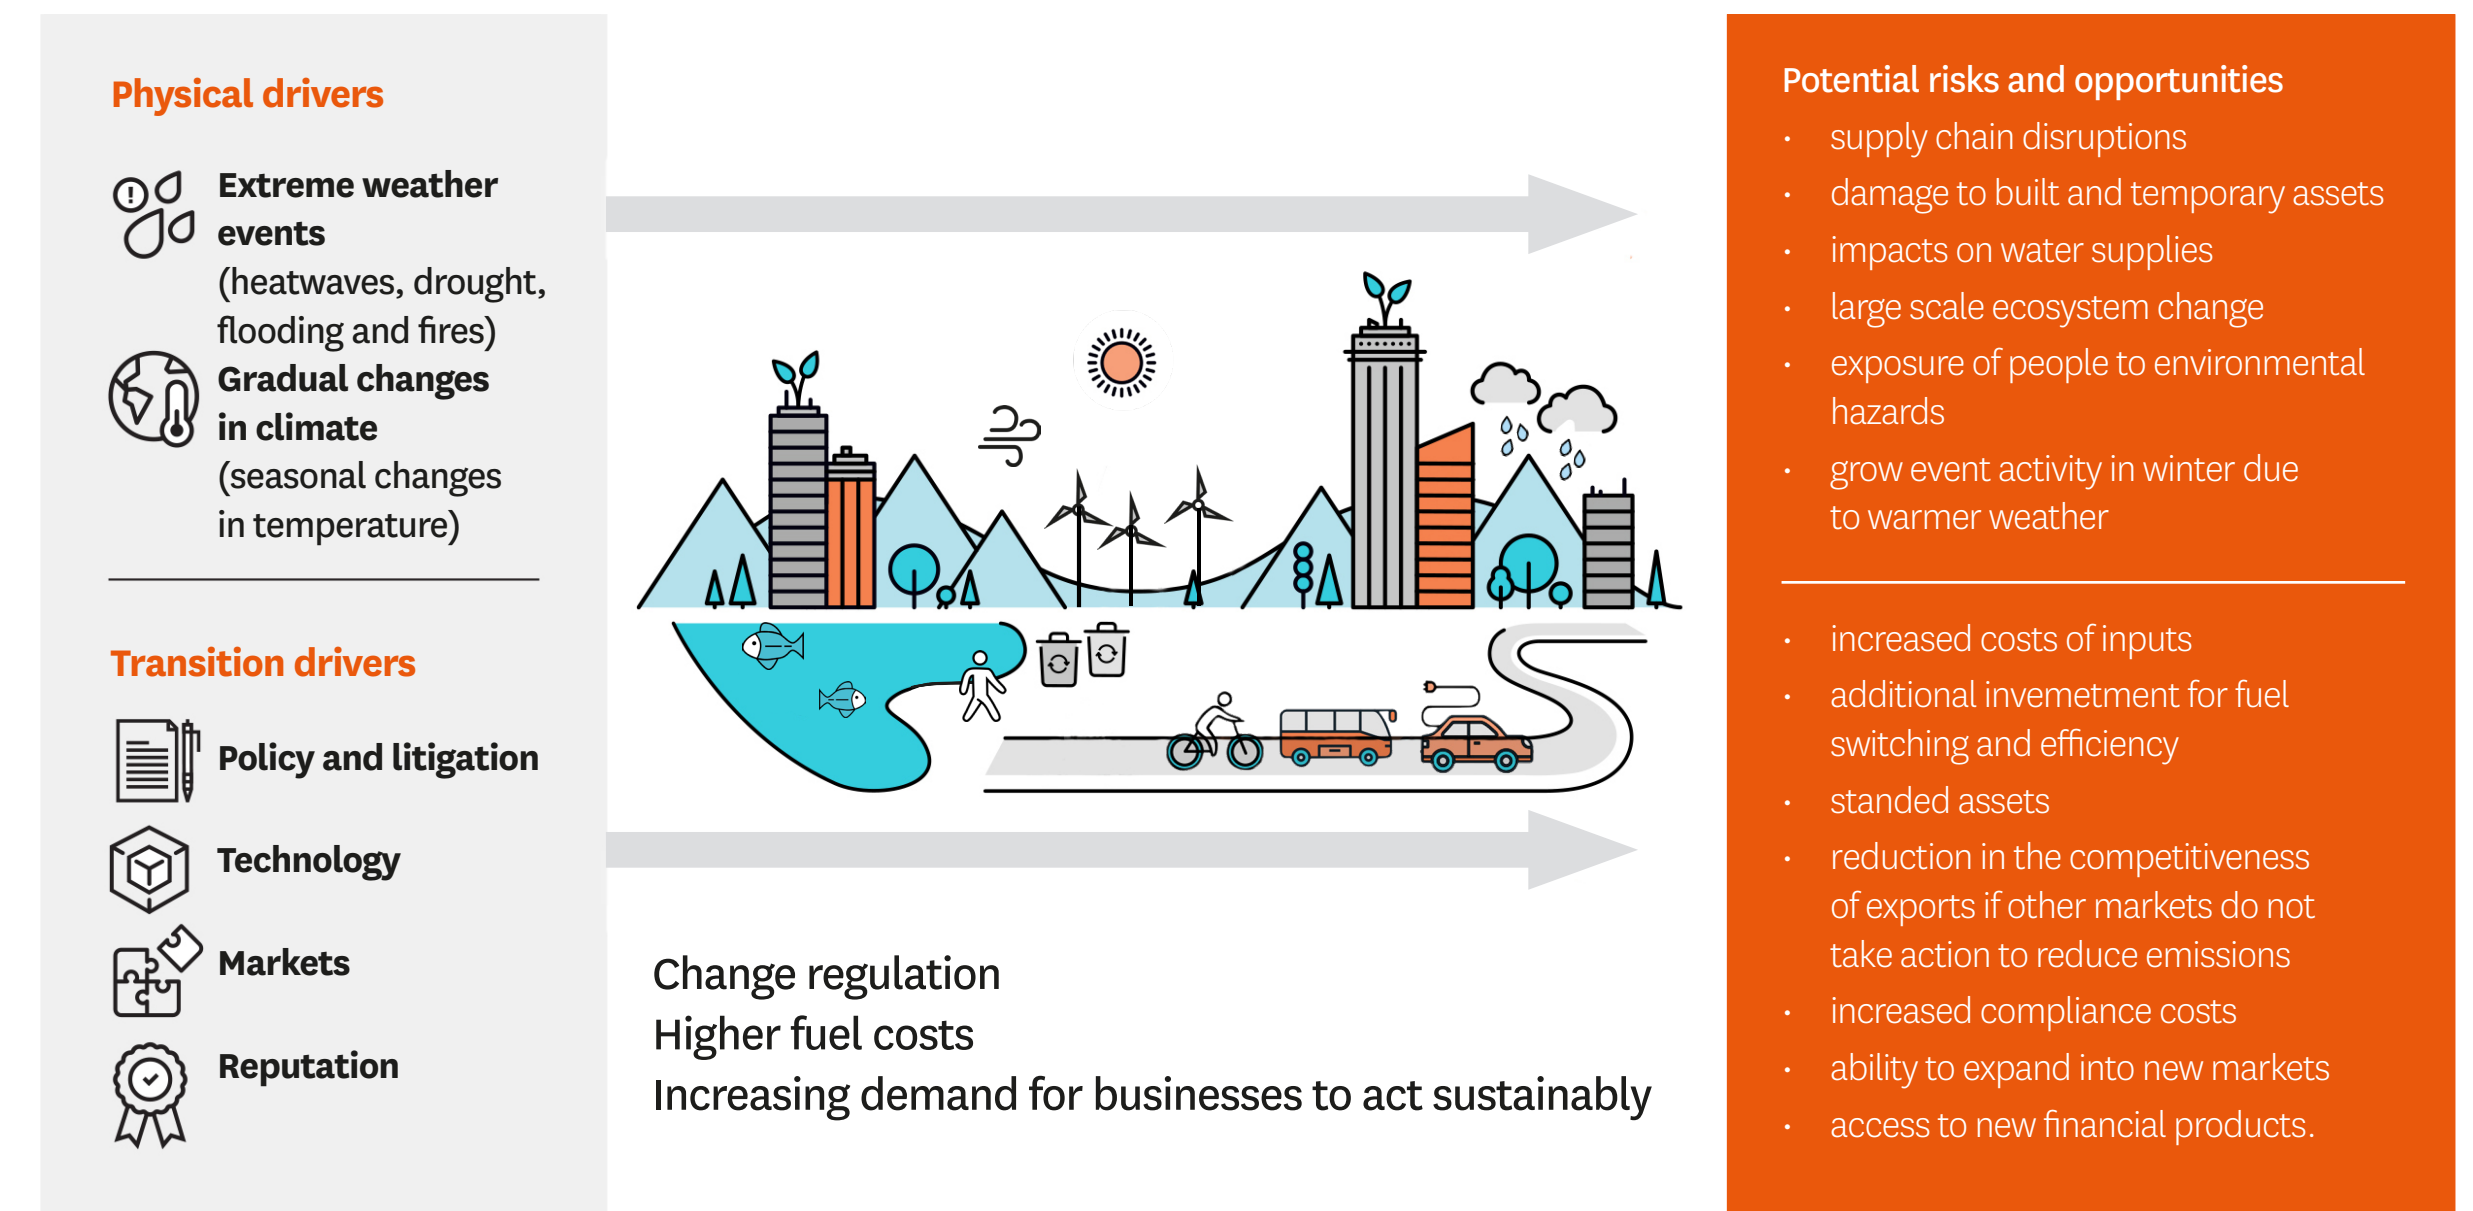 Physical drivers
Extreme weather
events
(heatwaves, drought,
flooding and fires)
Gradual changes
in climate
(seasonal changes
in temperature)
Transition drivers
Policy and litigation
Technology
Markets
Reputation
Change regulation
Higher fuel costs
Increasing demand for businesses to act sustainably
Potential risks and opportunities
• supply chain disruptions
• damage to built and temporary assets
• impacts on water supplies
• large scale ecosystem change
• exposure of people to environmental
hazards
• grow event activity in winter due
to warmer weather
• increased costs of inputs
• additional invemetment for fuel
switching and efficiency
• standed assets
• reduction in the competitiveness
of exports if other markets do not
take action to reduce emissions
• increased compliance costs
• ability to expand into new markets
• access to new financial products.